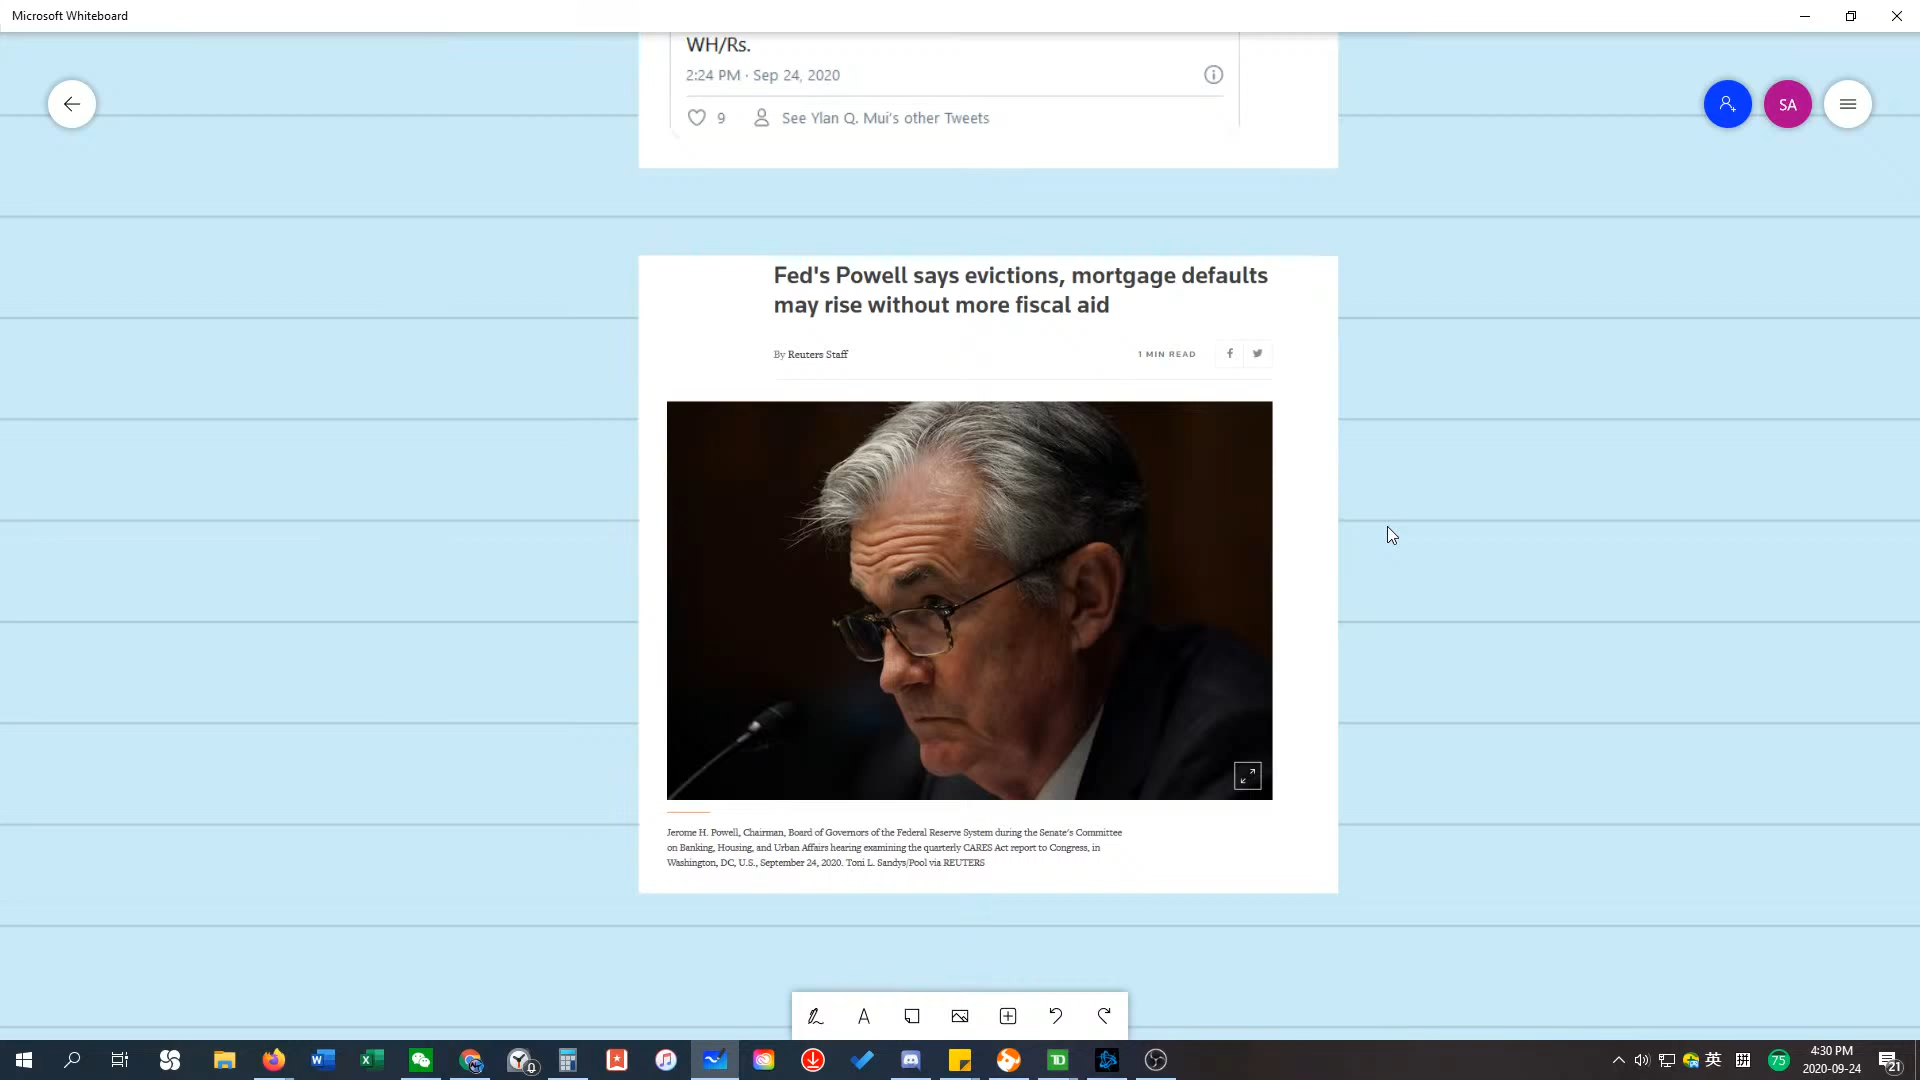 Microsoft Whiteboard
WH/Rs.
2:24 PM · Sep 24, 2020
9 See Ylan Q. Mui's other Tweets
SA
Fed's Powell says evictions, mortgage defaults
may rise without more fiscal aid
By Reuters Staff
1 MIN READ
Jerome H. Powell, Chairman, Board of Governors of the Federal Reserve System during the Senate's Committee
on Banking, Housing, and Urban Affairs hearing examining the quarterly CARES Act report to Congress, in
Washington, DC, U.S., September 24, 2020. Toni L. Sandys/Pool via REUTERS
英
拼
75
4:30 PM
2020-09-24
21